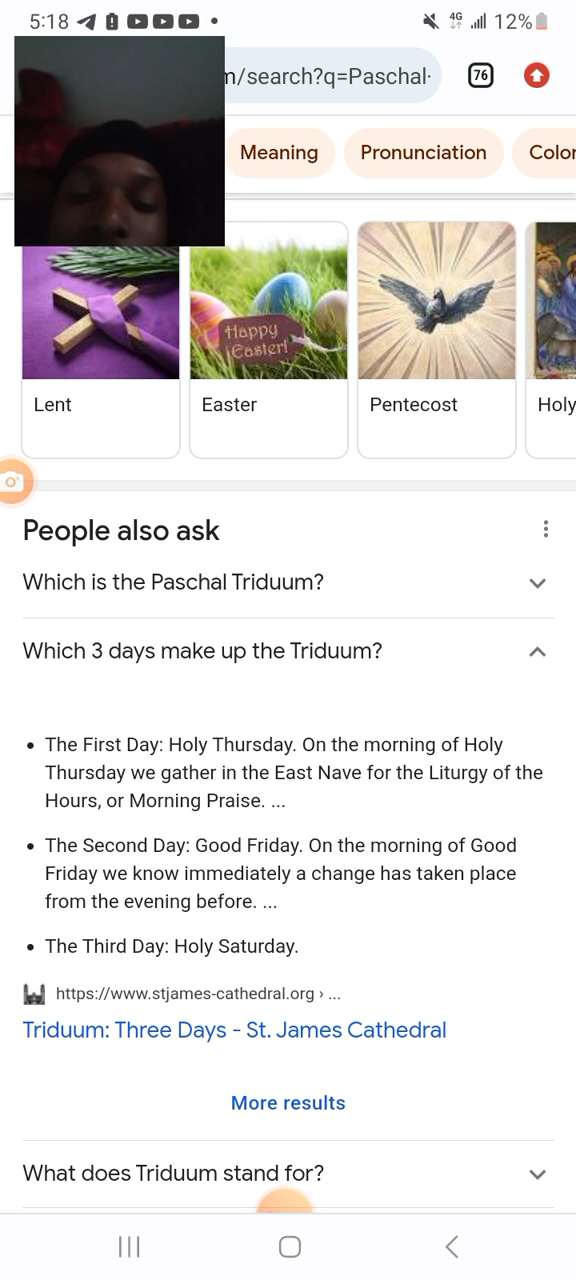 5:18
4G
12%
m/search?q=Paschal-
76
Meaning
Pronunciation
Color
Happy
Easter!
Lent
Easter
Pentecost
Holy
People also ask
Which is the Paschal Triduum?
Which 3 days make up the Triduum?
• The First Day: Holy Thursday. On the morning of Holy
Thursday we gather in the East Nave for the Liturgy of the
Hours, or Morning Praise. ...
• The Second Day: Good Friday. On the morning of Good
Friday we know immediately a change has taken place
from the evening before. ...
• The Third Day: Holy Saturday.
https://www.stjames-cathedral.org › ...
Triduum: Three Days - St. James Cathedral
More results
What does Triduum stand for?